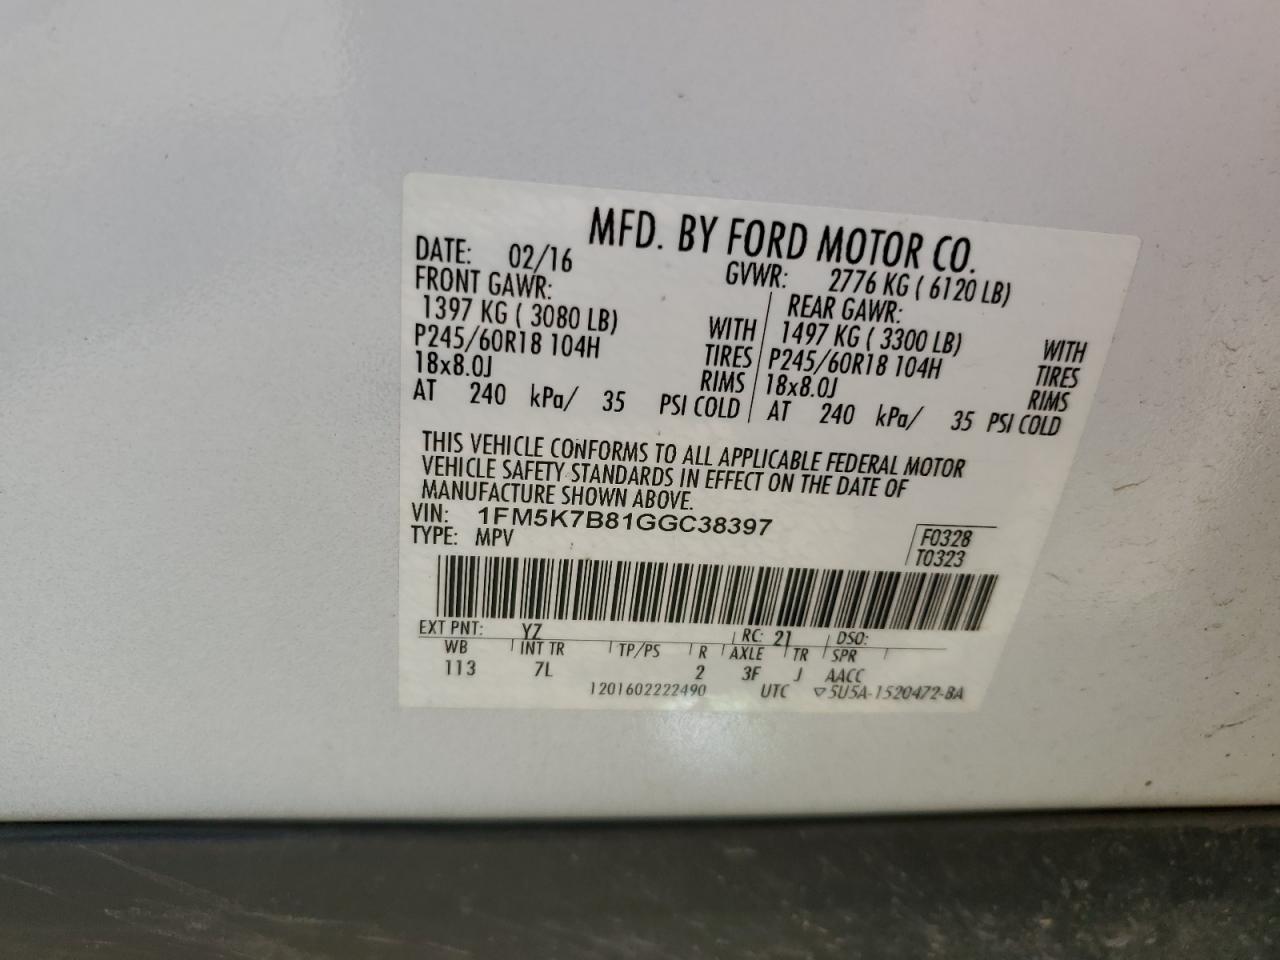 MFD. BY FORD MOTOR CO.
DATE: 02/16 GVWR: 2776 KG ( 6120 LB)
FRONT GAWR: REAR GAWR:
1397 KG ( 3080 LB) WITH 1497 KG ( 3300 LB) WITH
P245/60R18 104H TIRES P245/60R18 104H TIRES
18x8.0J RIMS 18x8.0J RIMS
AT 240 kPa/ 35 PSI COLD AT 240 kPa/ 35 PSI COLD
THIS VEHICLE CONFORMS TO ALL APPLICABLE FEDERAL MOTOR
VEHICLE SAFETY STANDARDS IN EFFECT ON THE DATE OF
MANUFACTURE SHOWN ABOVE.
VIN: 1FM5K7B81GGC38397
TYPE: MPV
F0328
T0323
EXT PNT: YZ RC: 21 DSO:
WB INT TR TP/PS R AXLE TR SPR
113 7L 2 3F J AACC
1201602222490 UTC ▽5U5A-1520472-BA